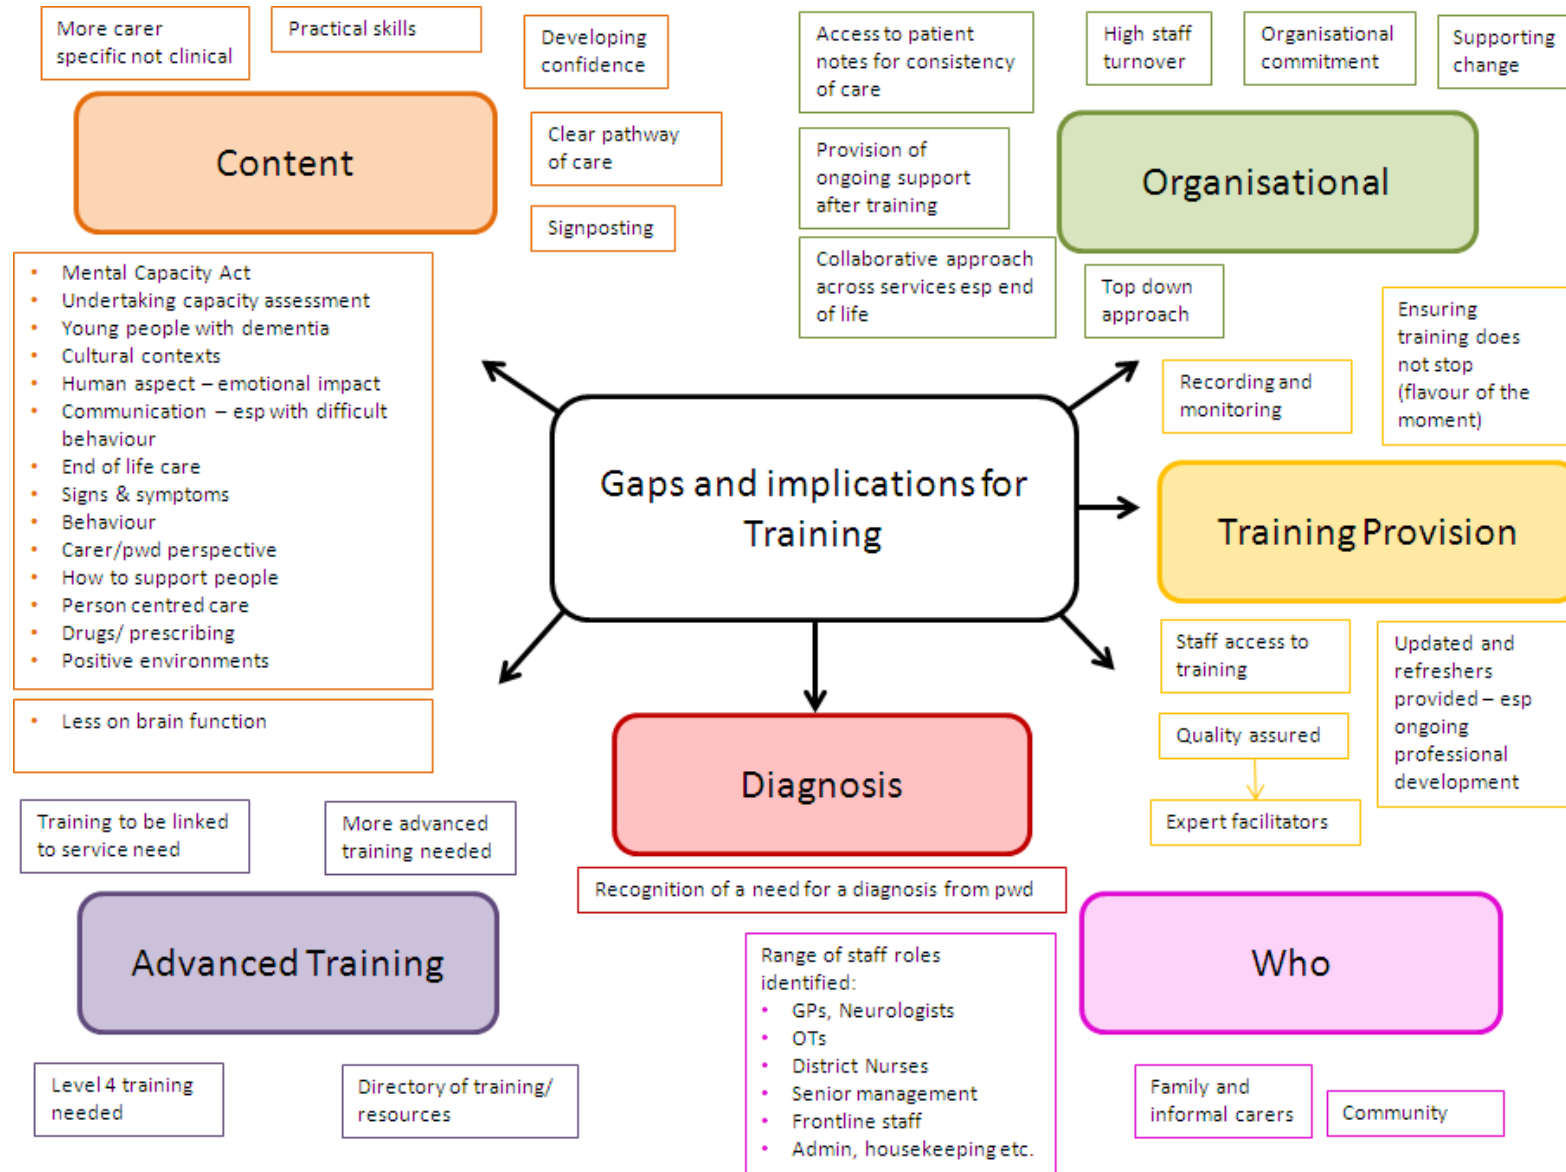 More carer
specific not clinical
Practical skills
Developing
confidence
Content
Clear pathway
of care
Signposting
• Mental Capacity Act
• Undertaking capacity assessment
• Young people with dementia
• Cultural contexts
• Human aspect – emotional impact
• Communication – esp with difficult
behaviour
• End of life care
• Signs & symptoms
• Behaviour
• Carer/pwd perspective
• How to support people
• Person centred care
• Drugs/ prescribing
• Positive environments
• Less on brain function
Access to patient
notes for consistency
of care
High staff
turnover
Organisational
commitment
Supporting
change
Provision of
ongoing support
after training
Organisational
Collaborative approach
across services esp end
of life
Top down
approach
Gaps and implications for
Training
Recording and
monitoring
Ensuring
training does
not stop
(flavour of the
moment)
Training Provision
Staff access to
training
Updated and
refreshers
provided – esp
ongoing
professional
development
Quality assured
Expert facilitators
Diagnosis
Recognition of a need for a diagnosis from pwd
Training to be linked
to service need
More advanced
training needed
Advanced Training
Level 4 training
needed
Directory of training/
resources
Who
Range of staff roles
identified:
• GPs, Neurologists
• OTs
• District Nurses
• Senior management
• Frontline staff
• Admin, housekeeping etc.
Family and
informal carers
Community